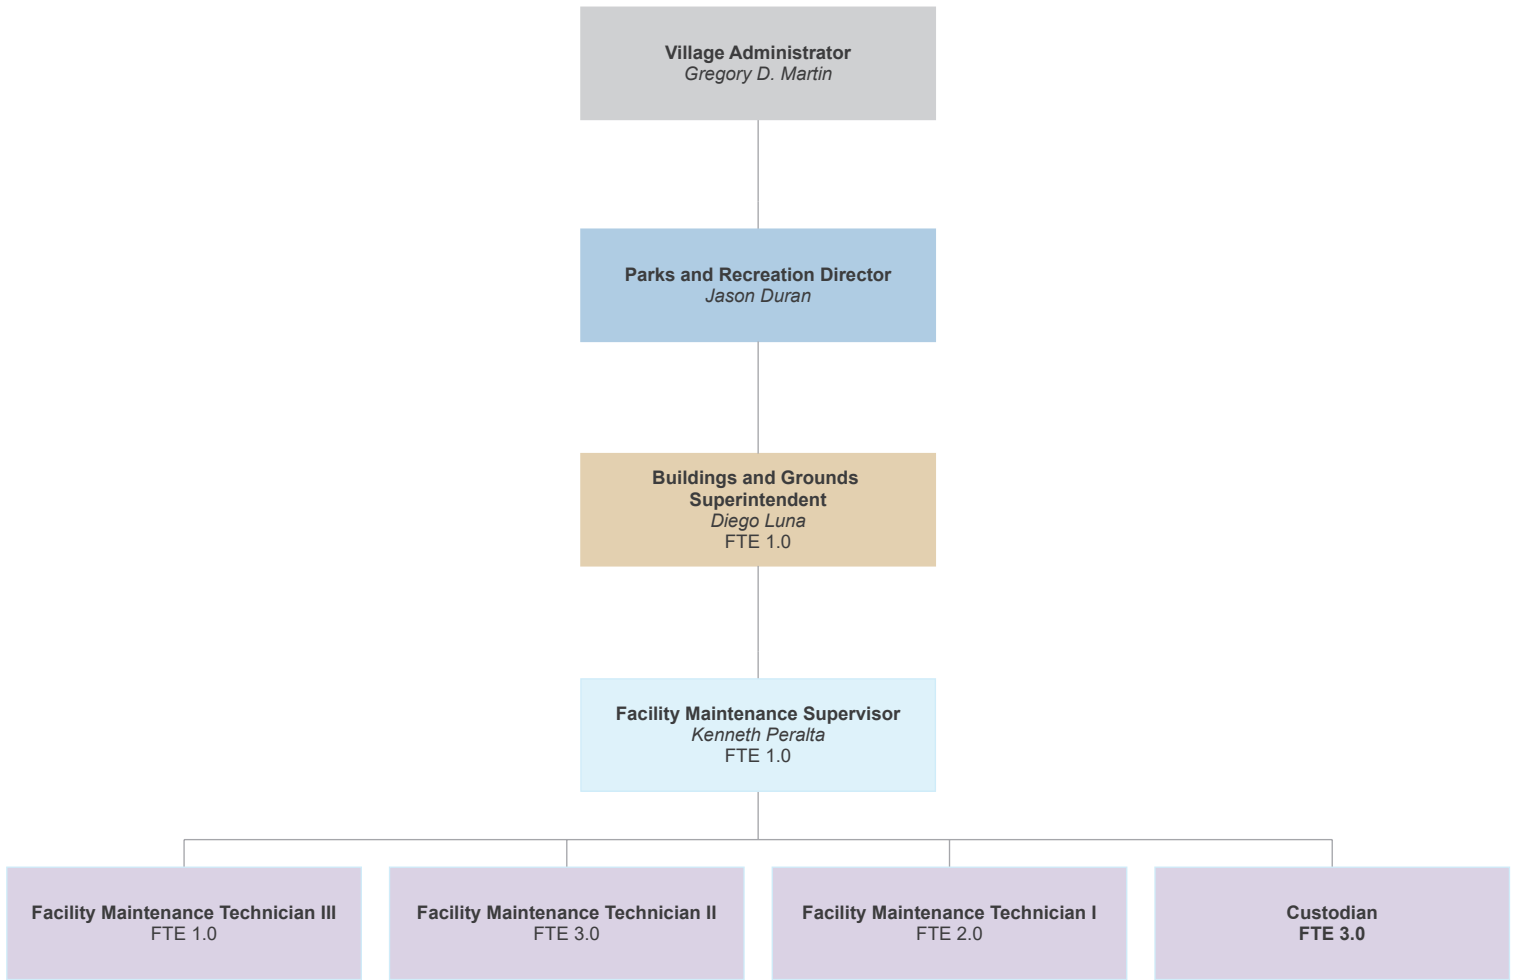 Village Administrator
Gregory D. Martin
Parks and Recreation Director
Jason Duran
Buildings and Grounds
Superintendent
Diego Luna
FTE 1.0
Facility Maintenance Supervisor
Kenneth Peralta
FTE 1.0
Facility Maintenance Technician III
FTE 1.0
Facility Maintenance Technician II
FTE 3.0
Facility Maintenance Technician I
FTE 2.0
Custodian
FTE 3.0